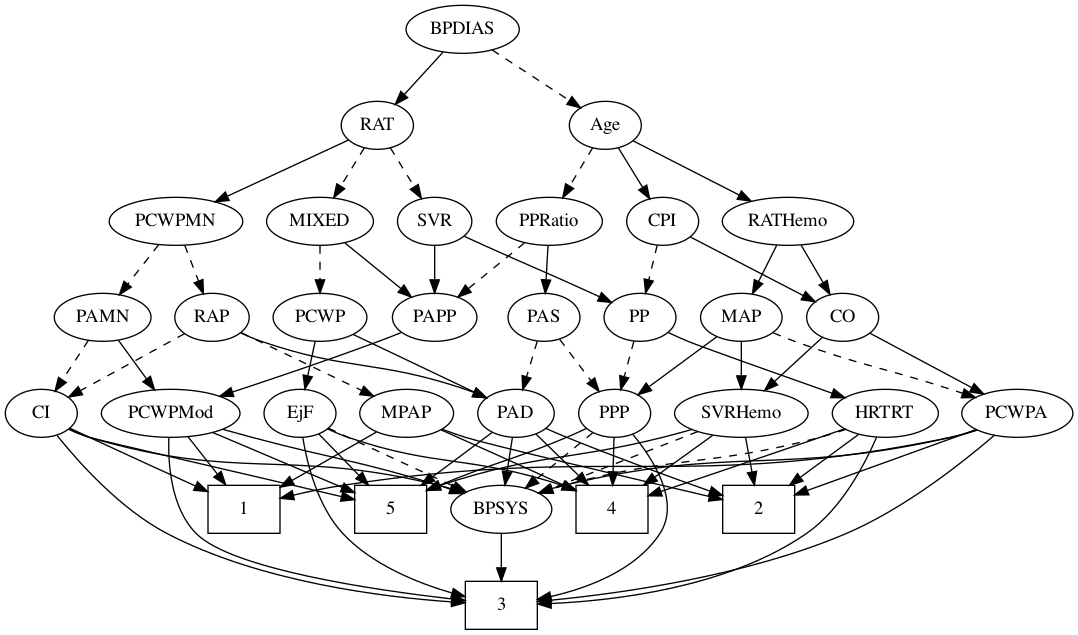 BPDIAS
RAT
Age
PCWPMN
MIXED
SVR
PPRatio
CPI
RATHemo
PAMN
RAP
PCWP
PAPP
PAS
PP
MAP
CO
CI
PCWPMod
EjF
MPAP
PAD
PPP
SVRHemo
HRTRT
PCWPA
1
5
BPSYS
4
2
3